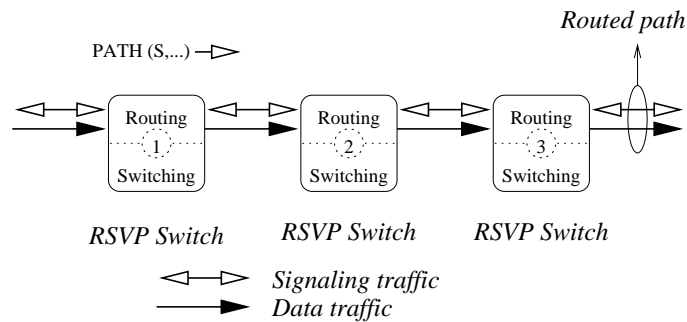 Routed path
PATH (S,...)
Routing
1
Switching
Routing
2
Switching
Routing
3
Switching
RSVP Switch
RSVP Switch
RSVP Switch
Signaling traffic
Data traffic